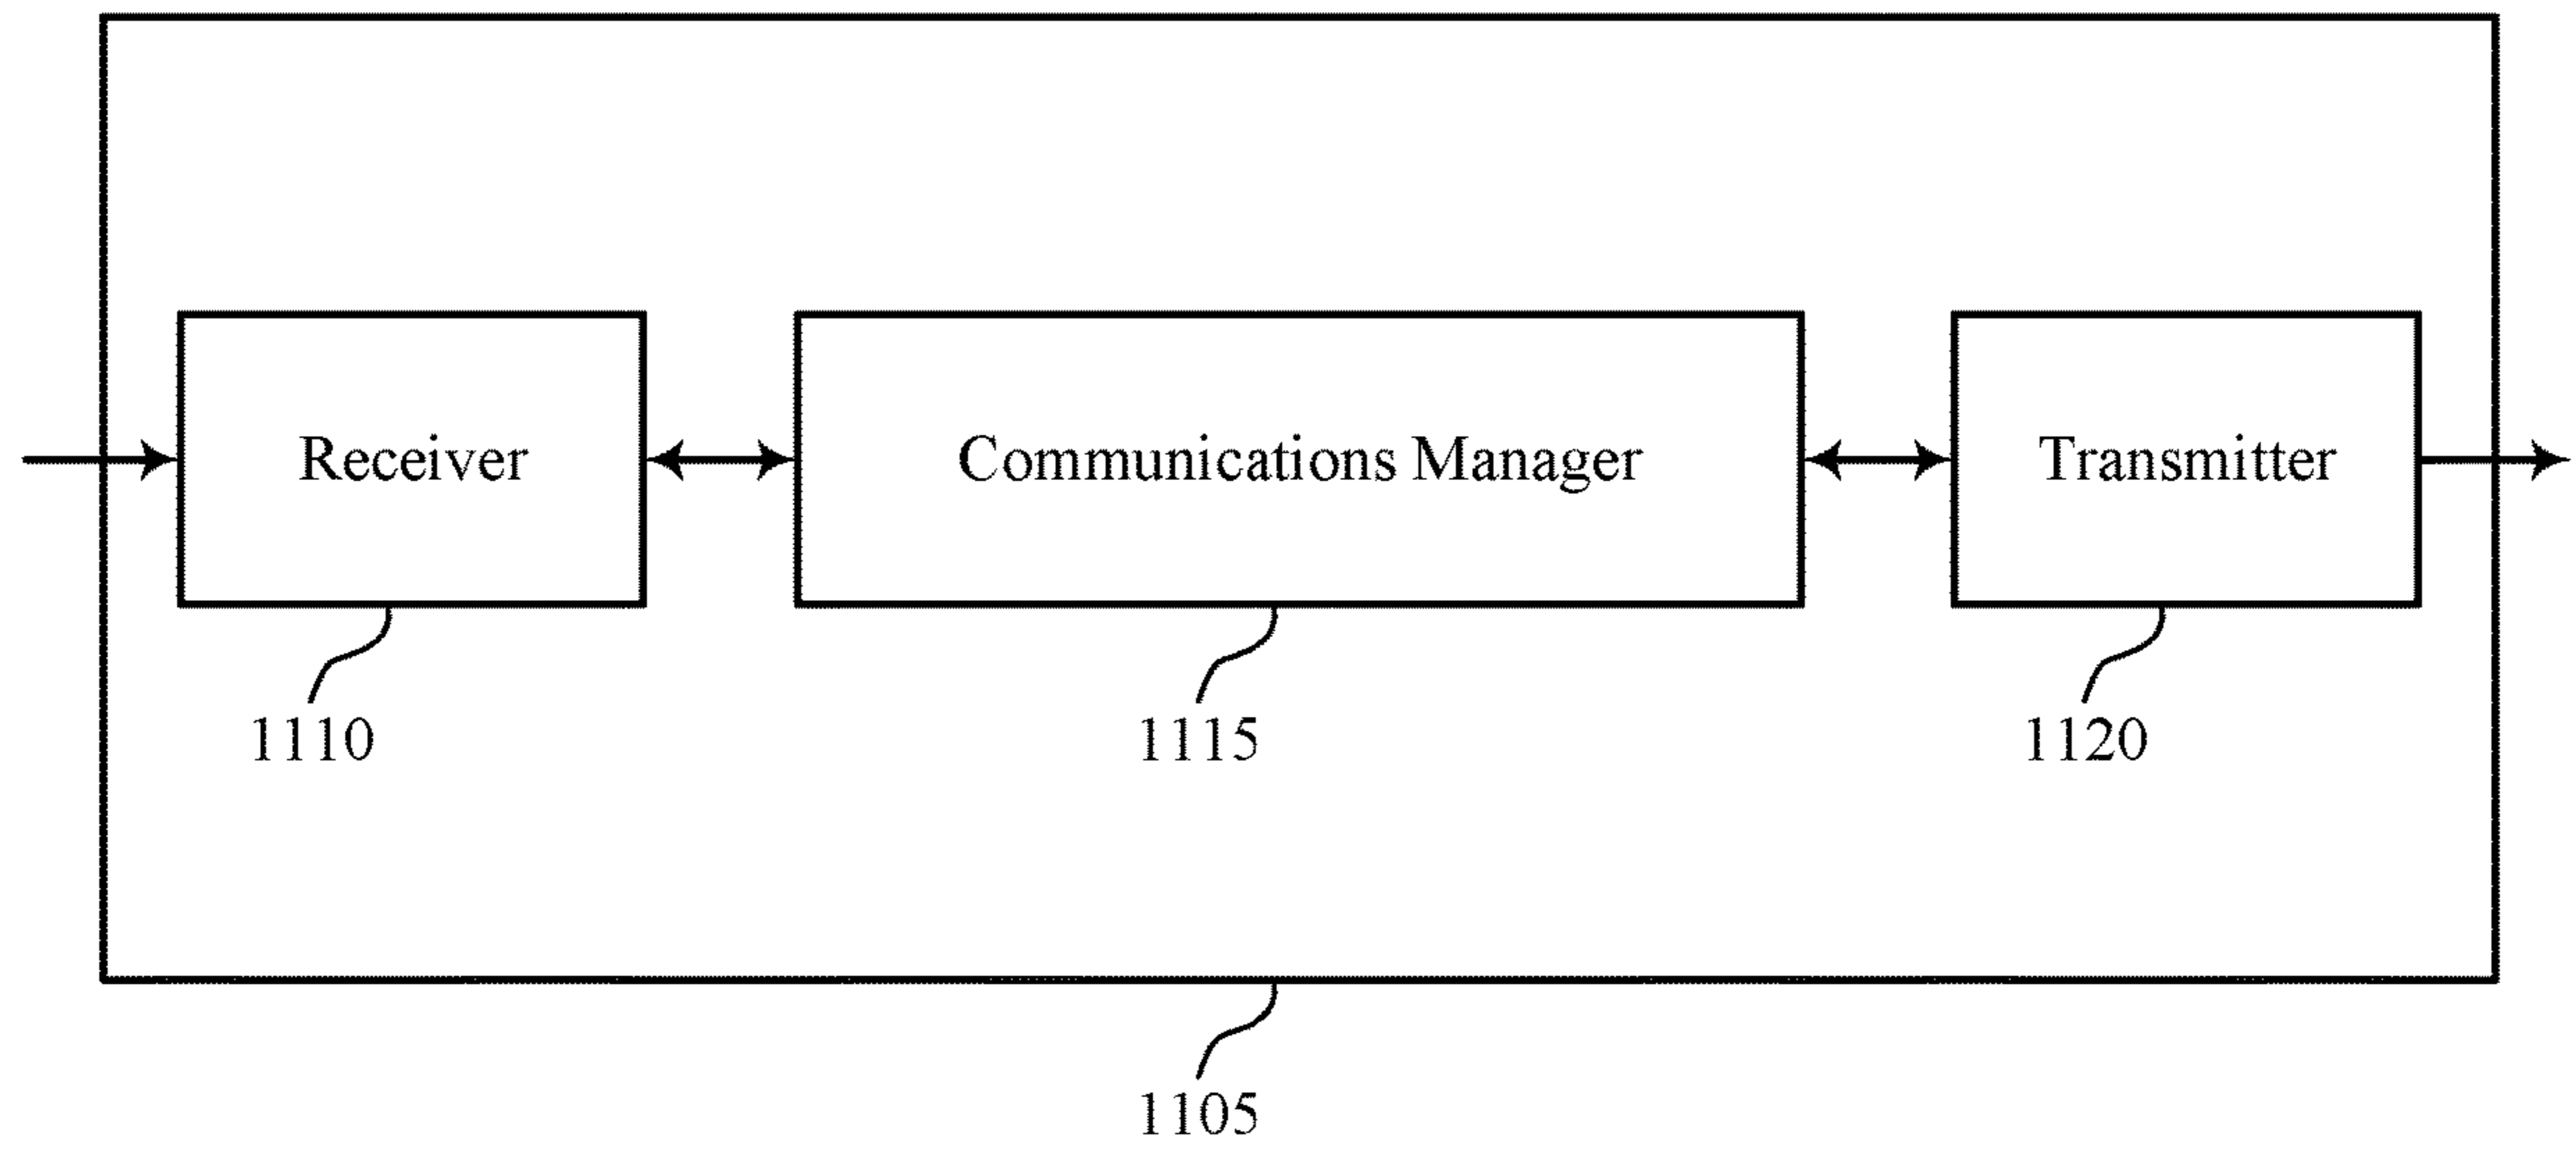 Receiver
Communications Manager
Transmitter
1110
1115
1120
1105